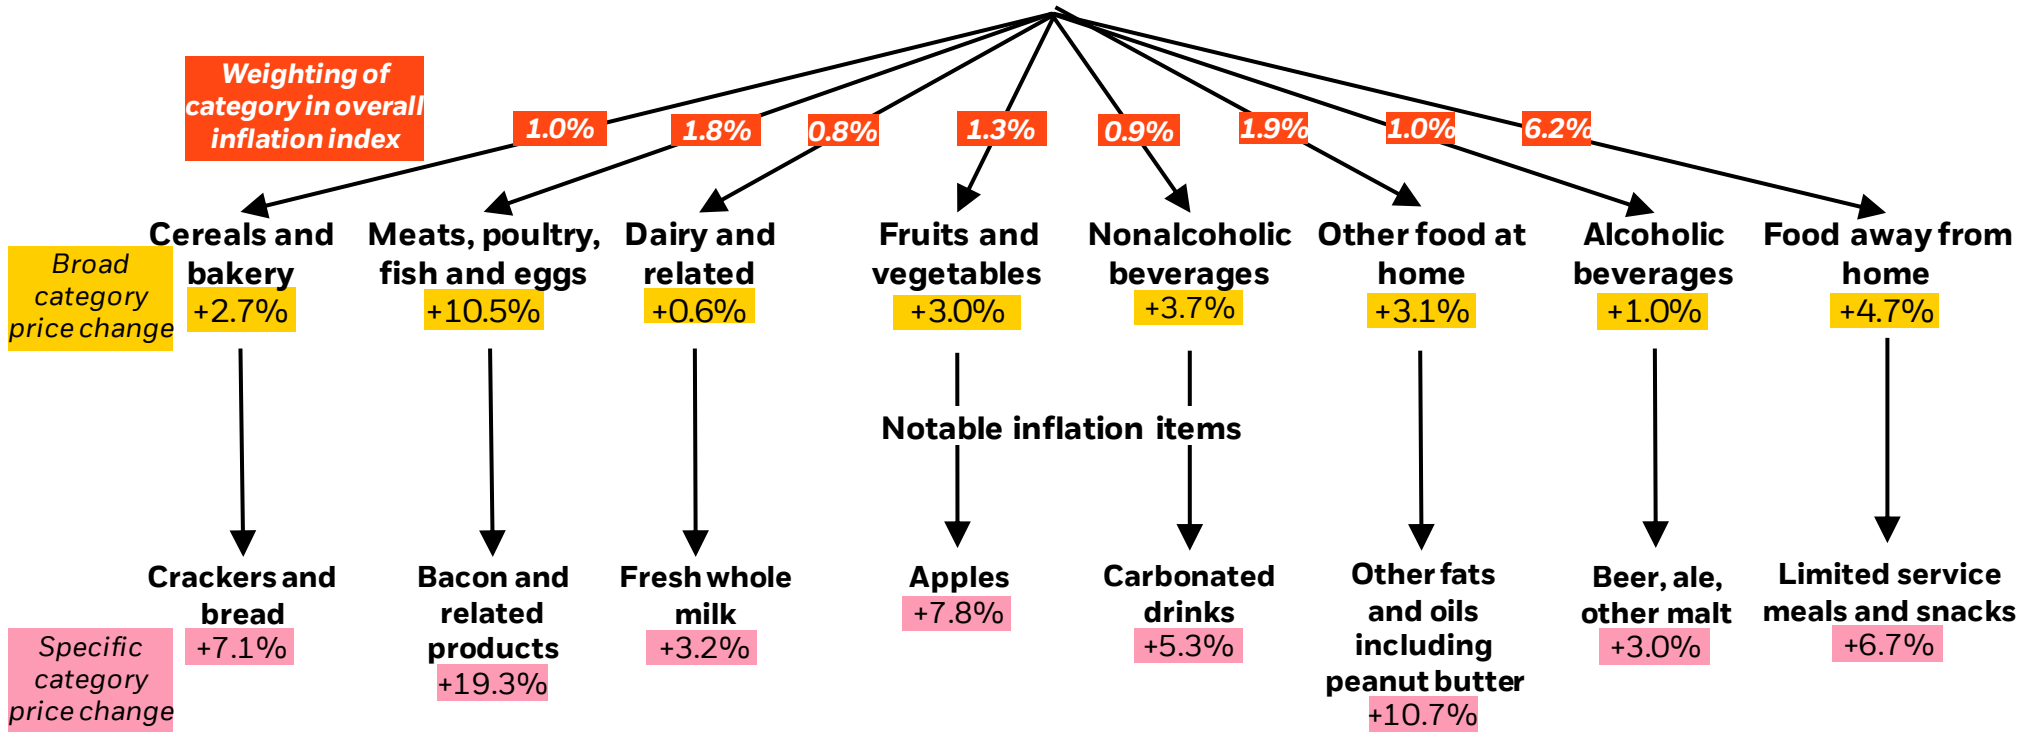 Weighting of
category in overall
inflation index
1.0%
1.8%
0.8%
1.3%
0.9%
1.9%
1.0%
6.2%
Broad
category
price change
Cereals and
bakery
+2.7%
Meats, poultry,
fish and eggs
+10.5%
Dairy and
related
+0.6%
Fruits and
vegetables
+3.0%
Nonalcoholic
beverages
+3.7%
Other food at
home
+3.1%
Alcoholic
beverages
+1.0%
Food away from
home
+4.7%
Notable inflation items
Specific
category
price change
Crackers and
bread
+7.1%
Bacon and
related
products
+19.3%
Fresh whole
milk
+3.2%
Apples
+7.8%
Carbonated
drinks
+5.3%
Other fats
and oils
including
peanut butter
+10.7%
Beer, ale,
other malt
+3.0%
Limited service
meals and snacks
+6.7%